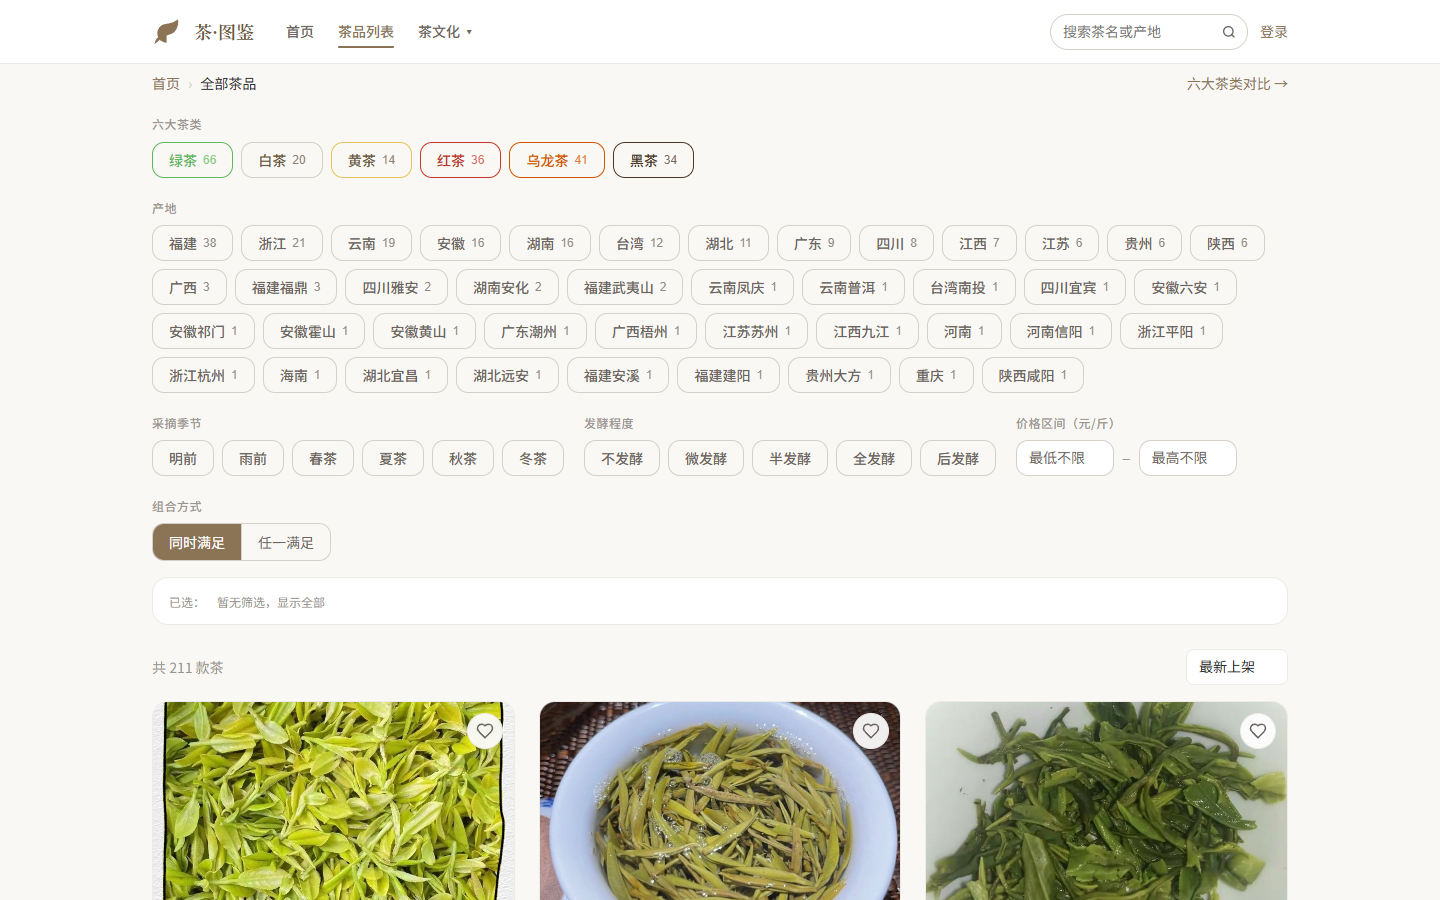 茶·图鉴 首页 茶品列表 茶文化 ▾ 搜索茶名或产地 登录
首页 › 全部茶品 六大茶类对比 →
六大茶类
绿茶 66 白茶 20 黄茶 14 红茶 36 乌龙茶 41 黑茶 34
产地
福建 38 浙江 21 云南 19 安徽 16 湖南 16 台湾 12 湖北 11 广东 9 四川 8 江西 7 江苏 6 贵州 6 陕西 6
广西 3 福建福鼎 3 四川雅安 2 湖南安化 2 福建武夷山 2 云南凤庆 1 云南普洱 1 台湾南投 1 四川宜宾 1 安徽六安 1
安徽祁门 1 安徽霍山 1 安徽黄山 1 广东潮州 1 广西梧州 1 江苏苏州 1 江西九江 1 河南 1 河南信阳 1 浙江平阳 1
浙江杭州 1 海南 1 湖北宜昌 1 湖北远安 1 福建安溪 1 福建建阳 1 贵州大方 1 重庆 1 陕西咸阳 1
采摘季节 发酵程度 价格区间（元/斤）
明前 雨前 春茶 夏茶 秋茶 冬茶 不发酵 微发酵 半发酵 全发酵 后发酵 最低不限 – 最高不限
组合方式
同时满足 任一满足
已选： 暂无筛选，显示全部
共 211 款茶 最新上架